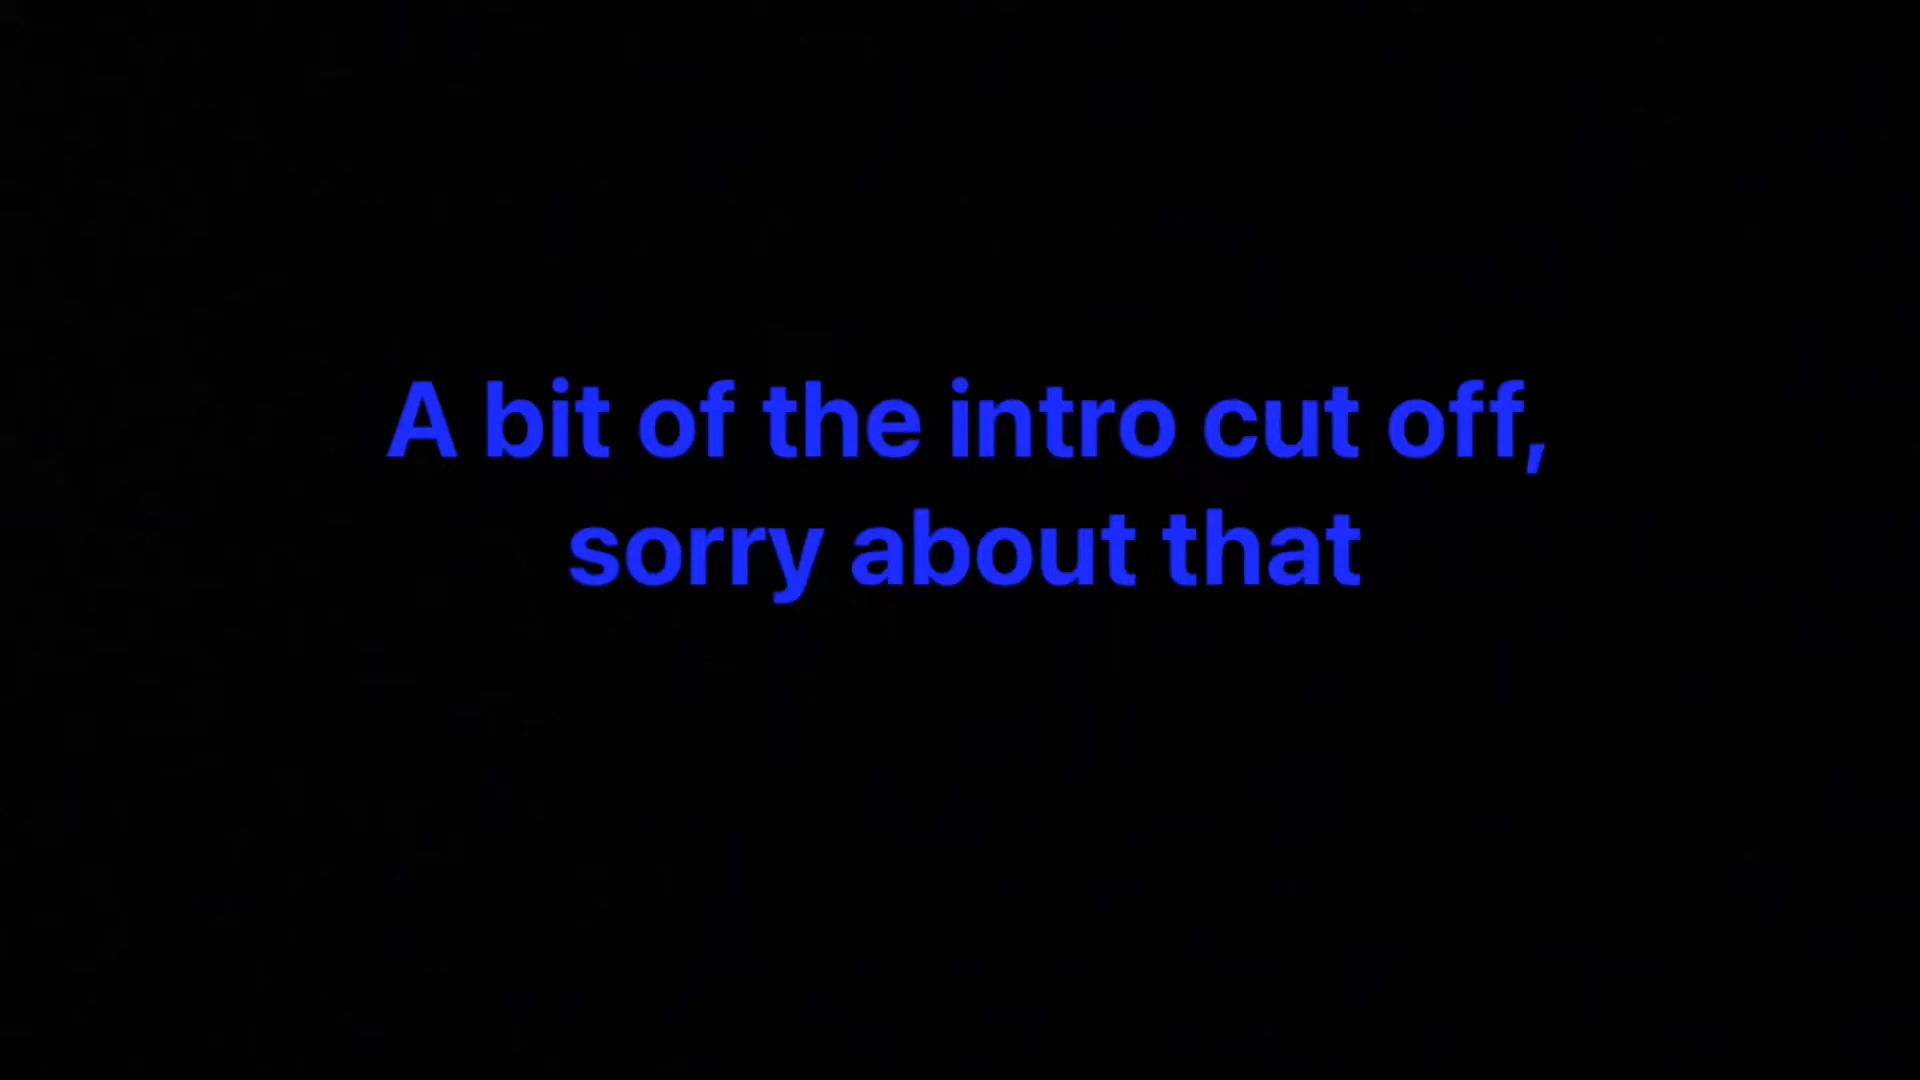 A bit of the intro cut off,
sorry about that